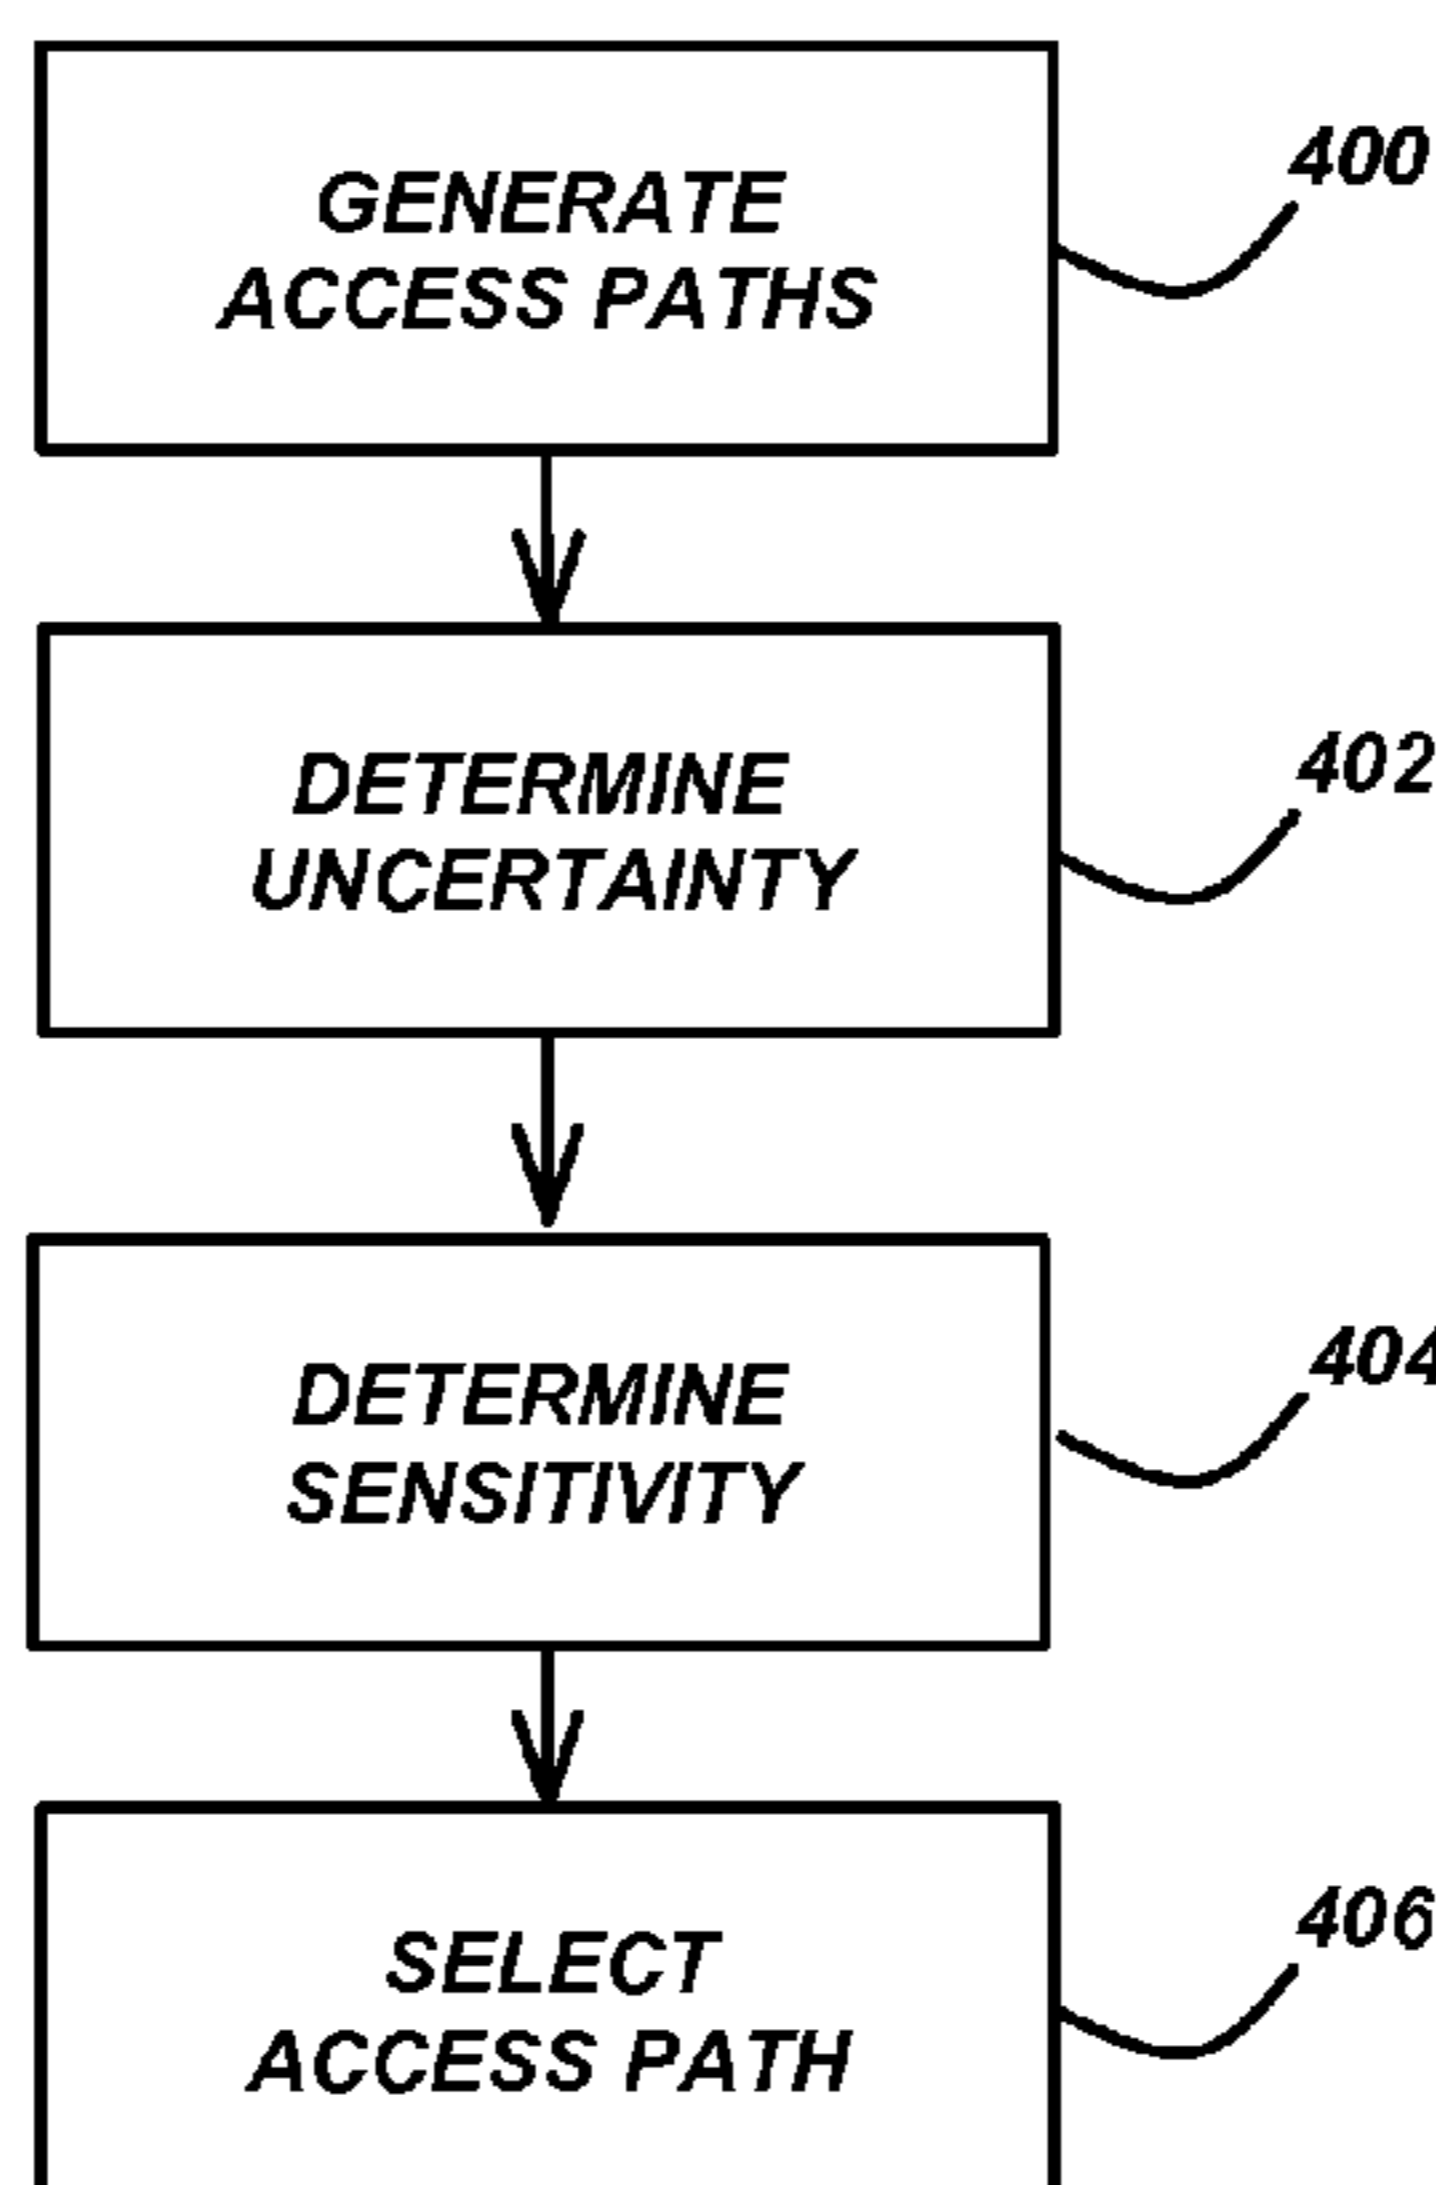 GENERATE
ACCESS PATHS
400
DETERMINE
UNCERTAINTY
402
DETERMINE
SENSITIVITY
404
SELECT
ACCESS PATH
406